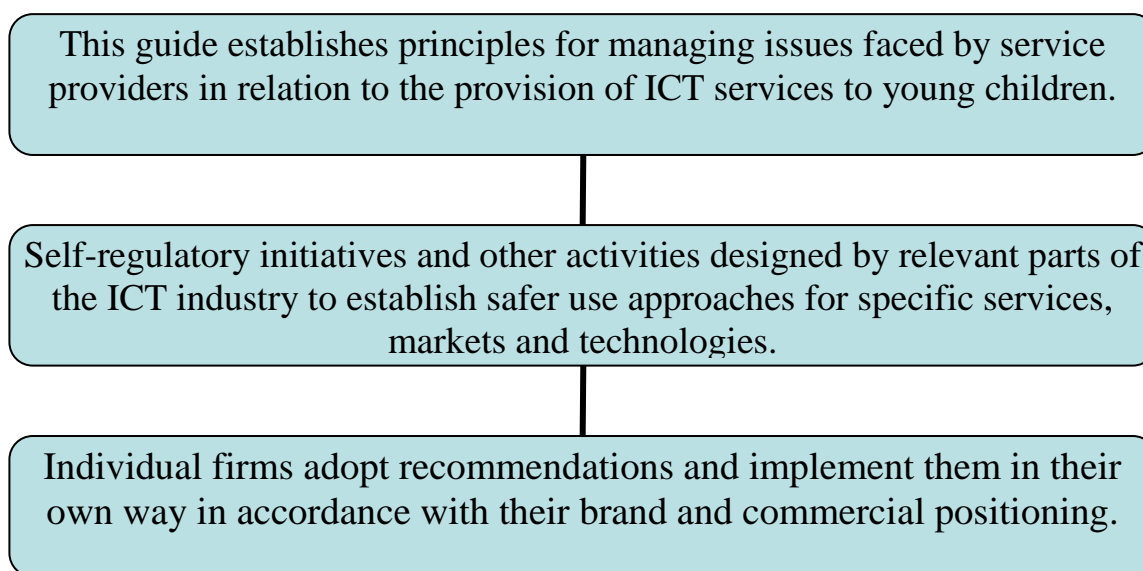 This guide establishes principles for managing issues faced by service
providers in relation to the provision of ICT services to young children.
Self-regulatory initiatives and other activities designed by relevant parts of
the ICT industry to establish safer use approaches for specific services,
markets and technologies.
Individual firms adopt recommendations and implement them in their
own way in accordance with their brand and commercial positioning.